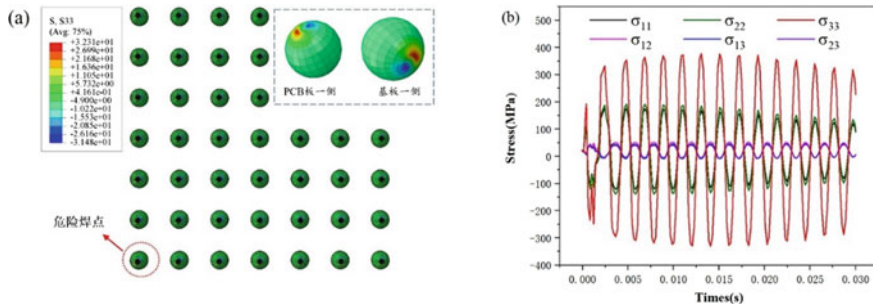 (a)
S, S33
(Avg: 75%)
+3.231e+01
+2.699e+01
+2.168e+01
+1.636e+01
+1.105e+01
+5.732e+00
+4.161e-01
-4.900e+00
-1.022e+01
-1.553e+01
-2.085e+01
-2.616e+01
-3.148e+01
PCB板一侧
基板一侧
危险焊点
(b)
σ11 σ22 σ33
σ12 σ13 σ23
Stress(MPa)
500
400
300
200
100
0
-100
-200
-300
-400
0.000 0.005 0.010 0.015 0.020 0.025 0.030
Times(s)